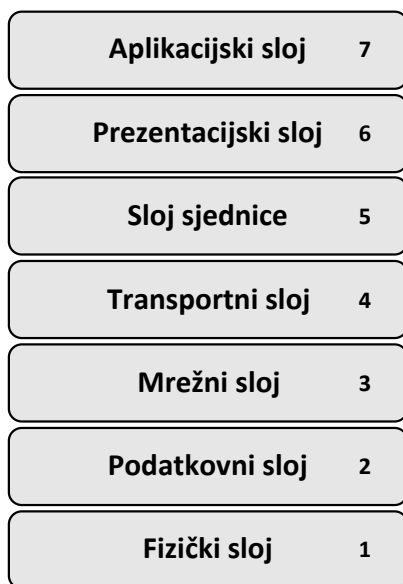 Aplikacijski sloj 7
Prezentacijski sloj 6
Sloj sjednice 5
Transportni sloj 4
Mrežni sloj 3
Podatkovni sloj 2
Fizički sloj 1